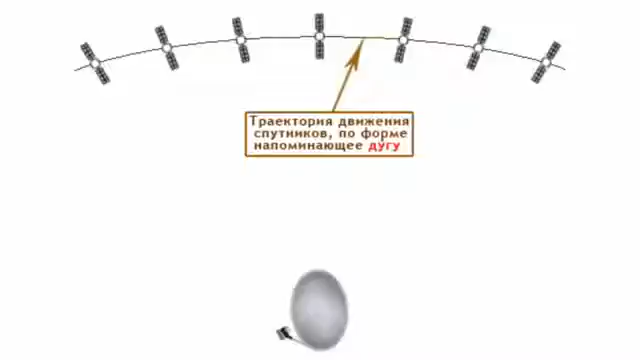 Траектория движения
спутников, по форме
напоминающее дугу